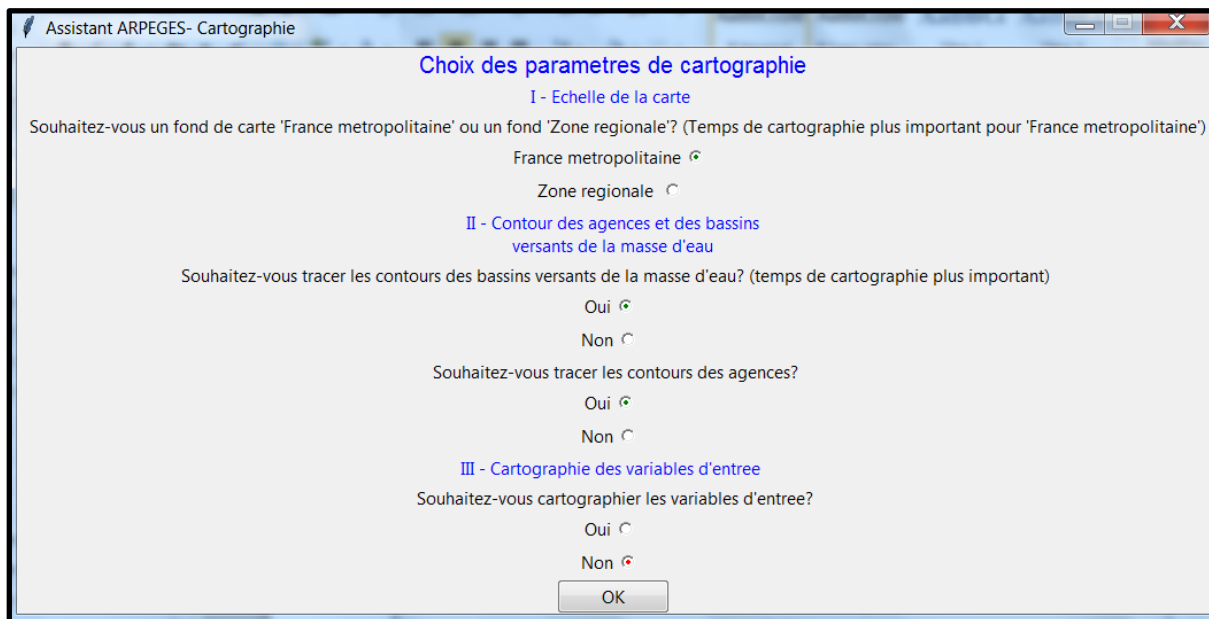 Assistant ARPEGES- Cartographie
Choix des parametres de cartographie
I - Echelle de la carte
Souhaitez-vous un fond de carte 'France metropolitaine' ou un fond 'Zone regionale'? (Temps de cartographie plus important pour 'France metropolitaine')
France metropolitaine
Zone regionale
II - Contour des agences et des bassins
versants de la masse d'eau
Souhaitez-vous tracer les contours des bassins versants de la masse d'eau? (temps de cartographie plus important)
Oui
Non
Souhaitez-vous tracer les contours des agences?
Oui
Non
III - Cartographie des variables d'entree
Souhaitez-vous cartographier les variables d'entree?
Oui
Non
OK